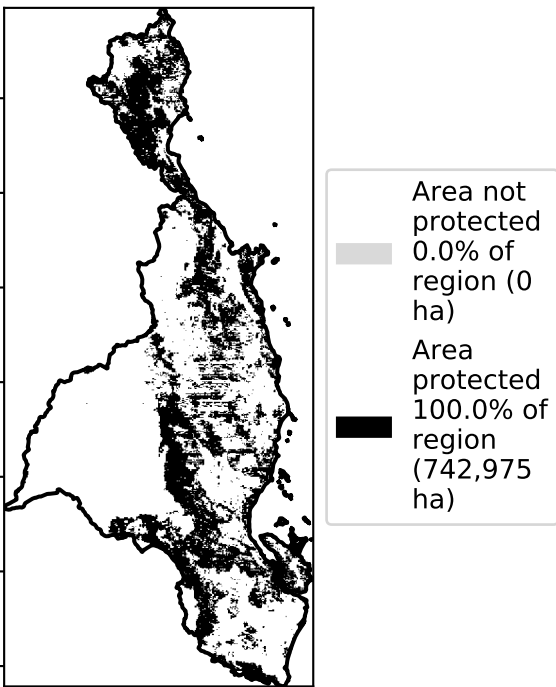 Area not
protected
0.0% of
region (0
ha)
Area
protected
100.0% of
region
(742,975
ha)